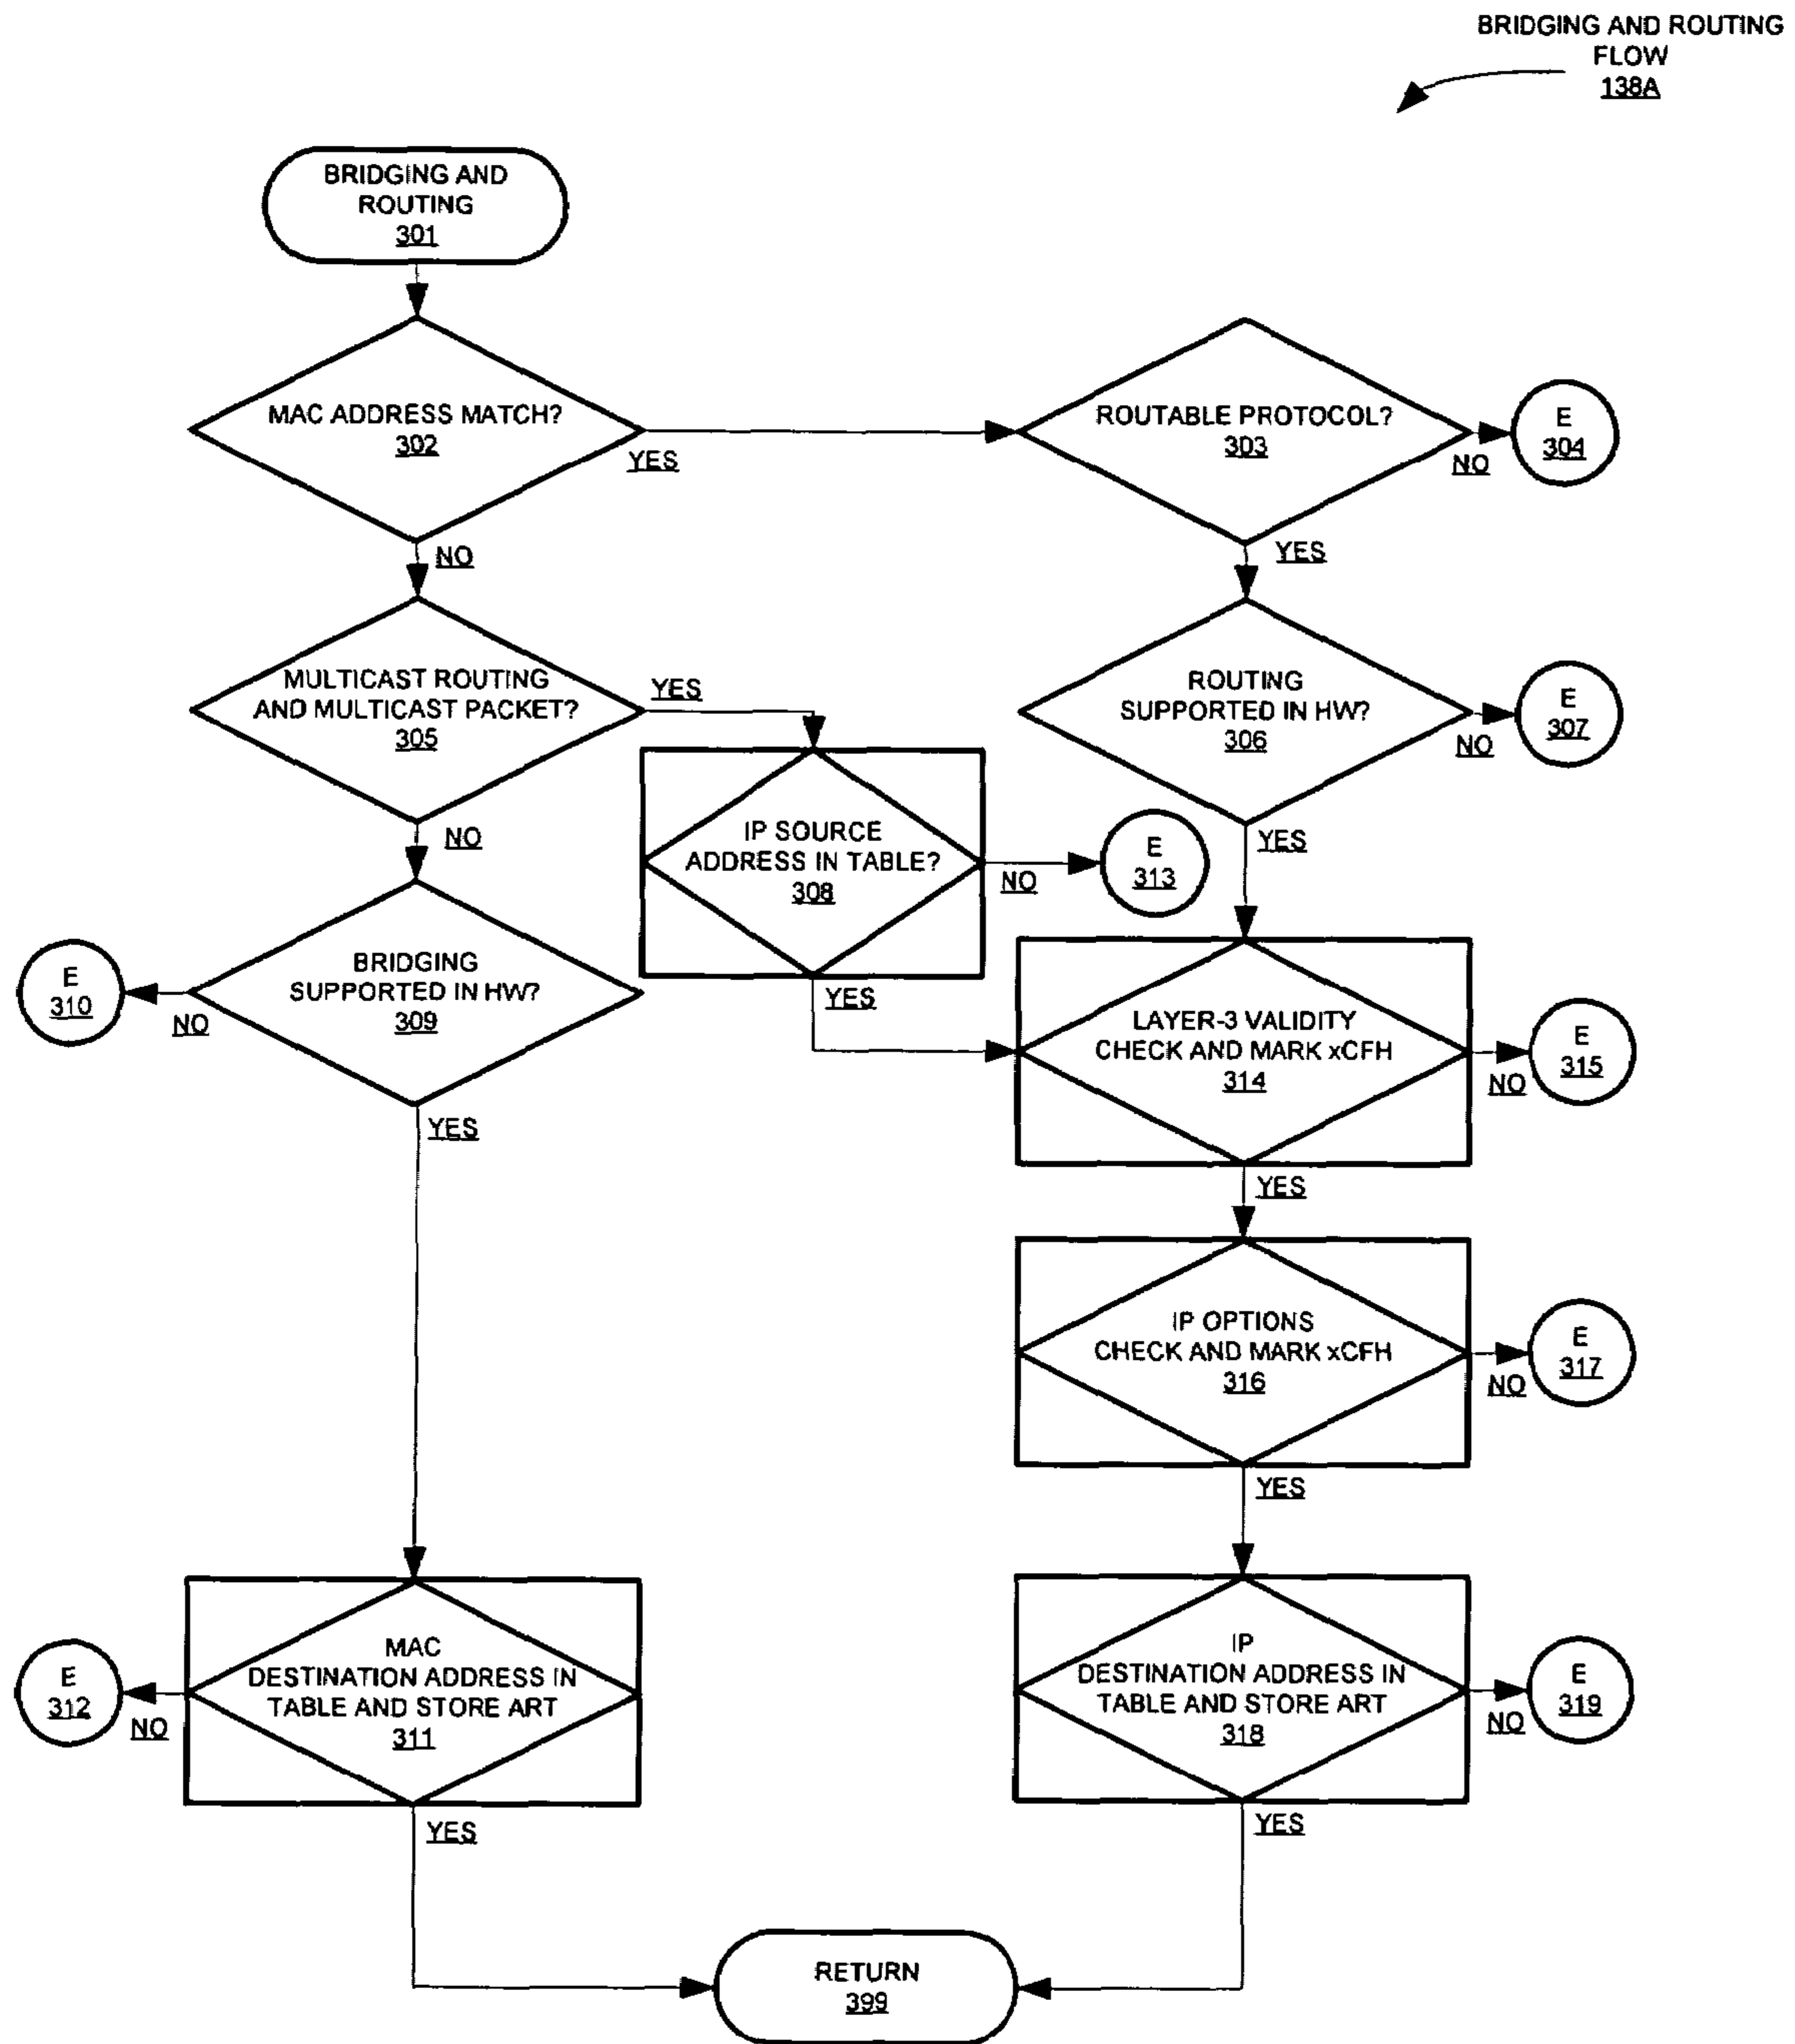 BRIDGING AND ROUTING
FLOW
138A
BRIDGING AND
ROUTING
301
MAC ADDRESS MATCH?
302
YES
NO
ROUTABLE PROTOCOL?
303
NO
YES
E
304
MULTICAST ROUTING
AND MULTICAST PACKET?
305
YES
NO
ROUTING
SUPPORTED IN HW?
306
NO
YES
E
307
IP SOURCE
ADDRESS IN TABLE?
308
NO
YES
E
313
BRIDGING
SUPPORTED IN HW?
309
NO
YES
E
310
LAYER-3 VALIDITY
CHECK AND MARK xCFH
314
NO
YES
E
315
IP OPTIONS
CHECK AND MARK xCFH
316
NO
YES
E
317
MAC
DESTINATION ADDRESS IN
TABLE AND STORE ART
311
NO
YES
E
312
IP
DESTINATION ADDRESS IN
TABLE AND STORE ART
318
NO
YES
E
319
RETURN
399